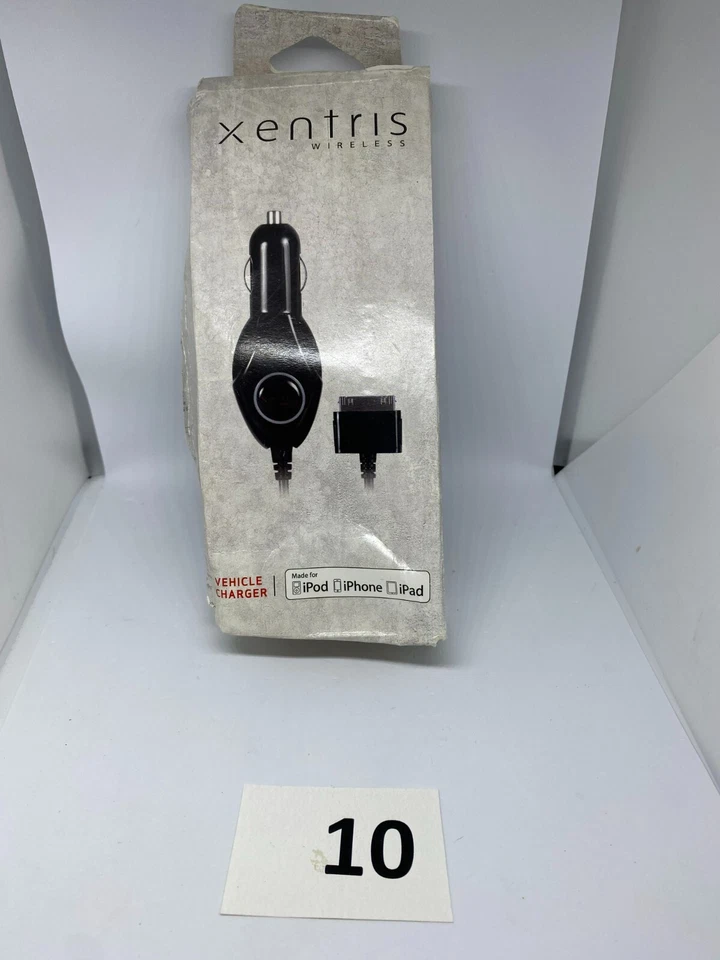 xentris
WIRELESS
VEHICLE
CHARGER
Made for
iPod iPhone iPad
10